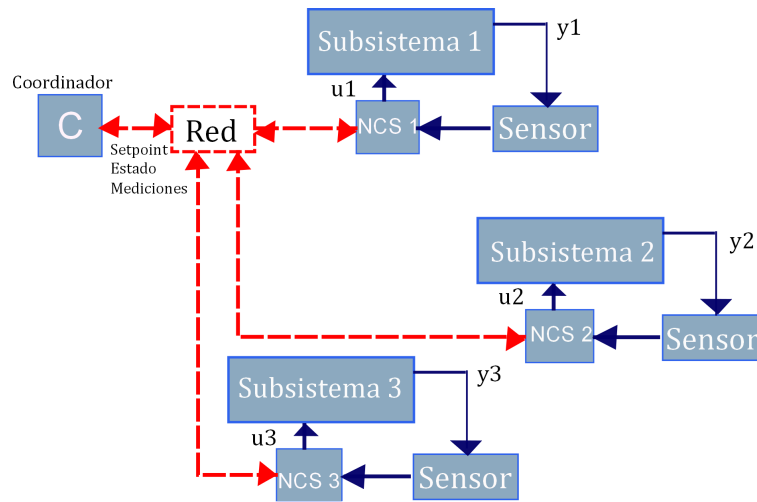 Subsistema 1
y1
Coordinador
u1
C
Red
NCS 1
Sensor
Setpoint
Estado
Mediciones
Subsistema 2
y2
u2
NCS 2
Sensor
Subsistema 3
y3
u3
NCS 3
Sensor